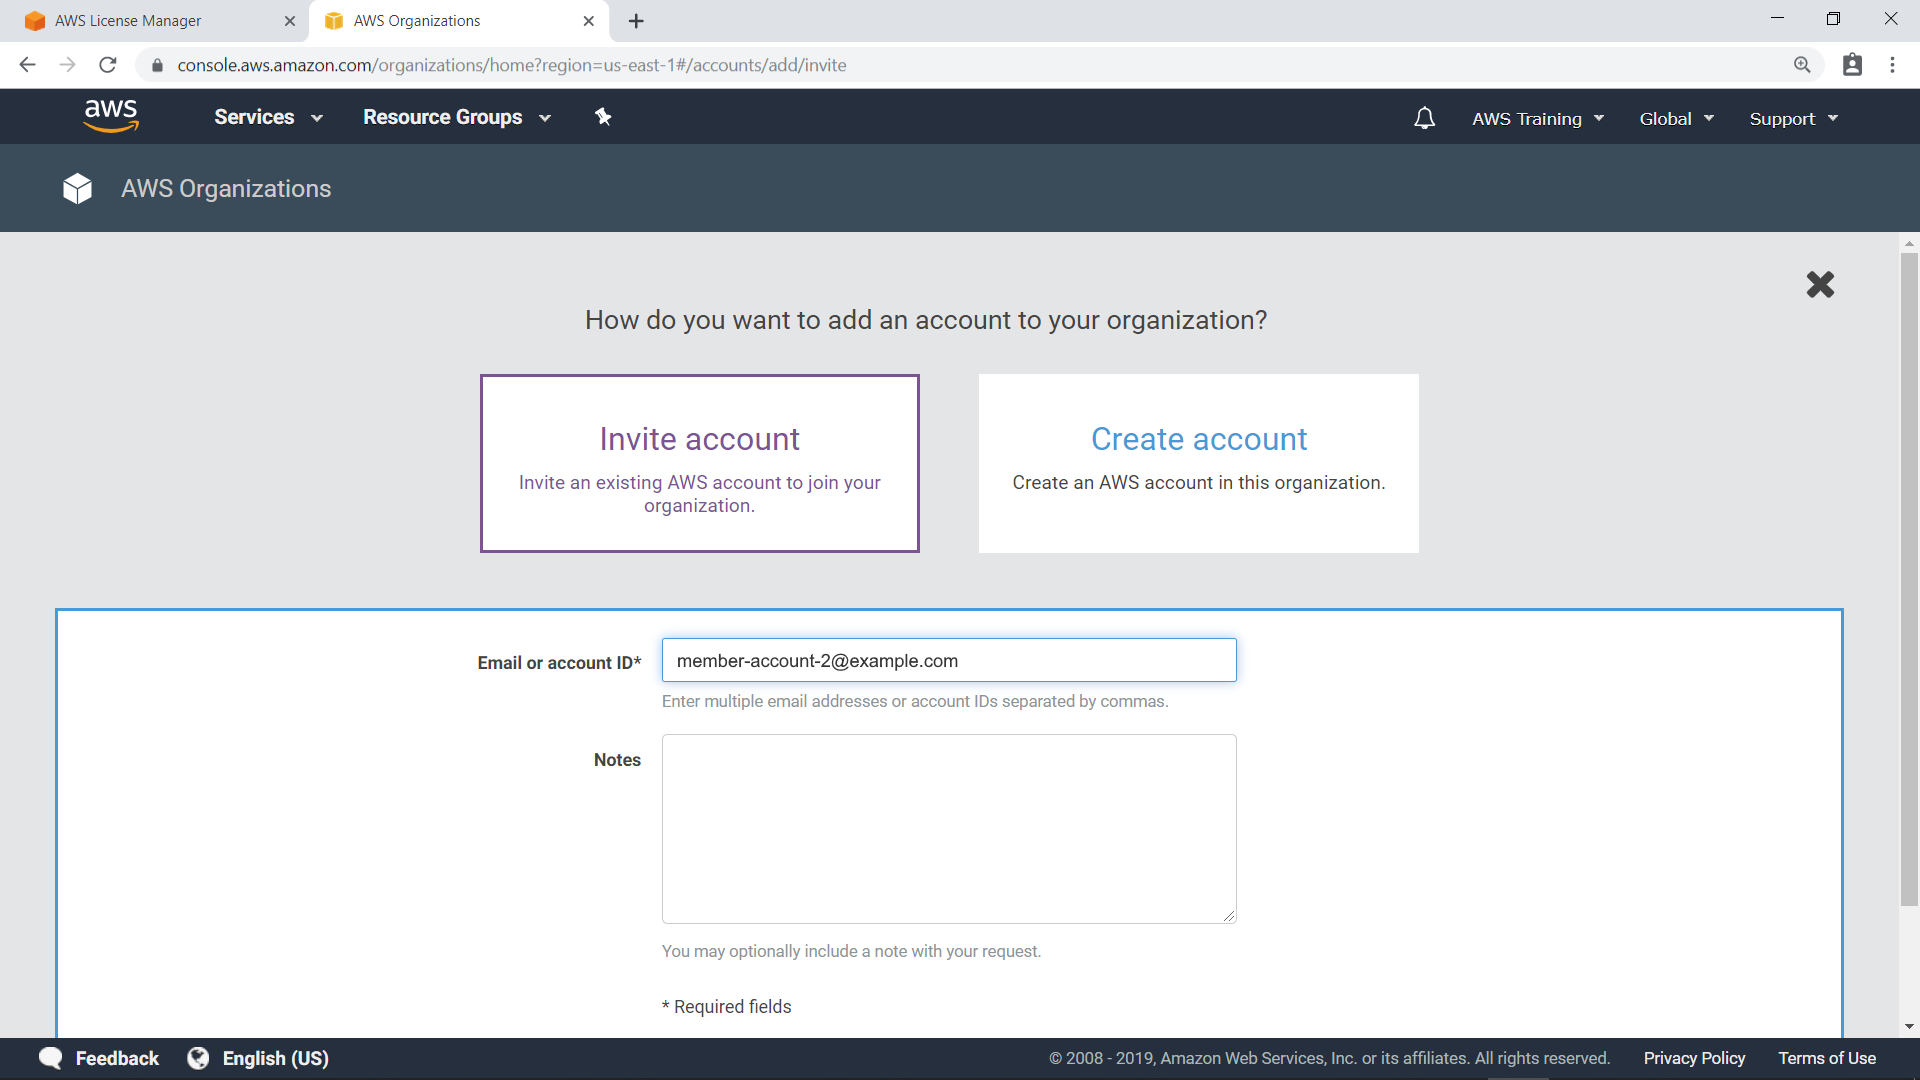 AWS License Manager
AWS Organizations
console.aws.amazon.com/organizations/home?region=us-east-1#/accounts/add/invite
aws
Services
Resource Groups
AWS Training
Global
Support
AWS Organizations
How do you want to add an account to your organization?
Invite account
Invite an existing AWS account to join your
organization.
Create account
Create an AWS account in this organization.
Email or account ID*
member-account-2@example.com
Enter multiple email addresses or account IDs separated by commas.
Notes
You may optionally include a note with your request.
* Required fields
Feedback
English (US)
© 2008 - 2019, Amazon Web Services, Inc. or its affiliates. All rights reserved.
Privacy Policy
Terms of Use